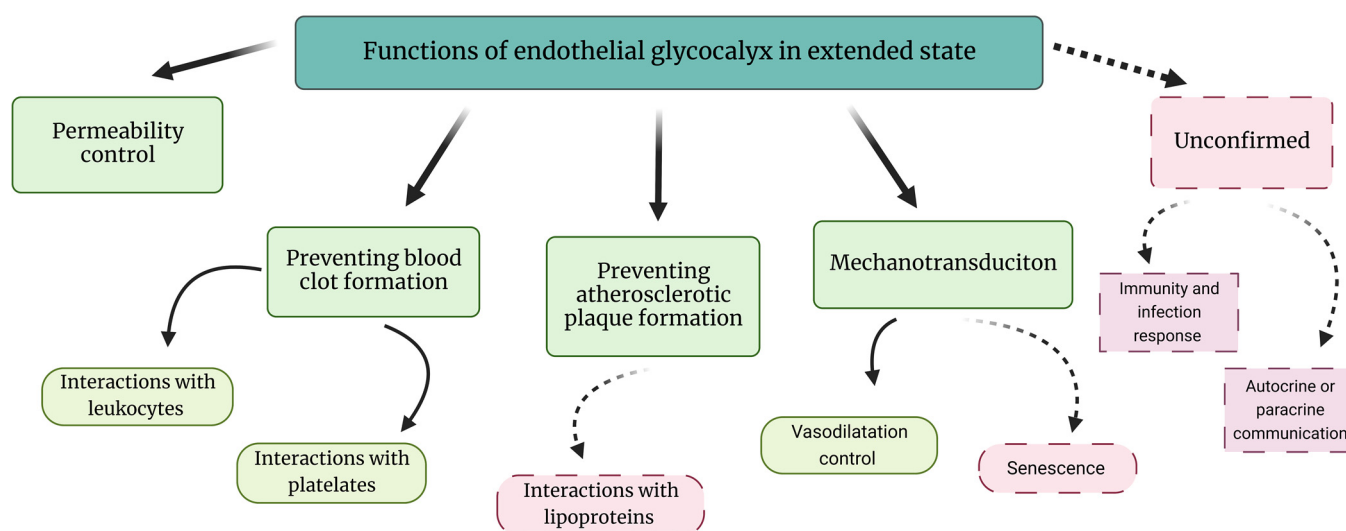 Functions of endothelial glycocalyx in extended state
Permeability
control
Unconfirmed
Preventing blood
clot formation
Preventing
atherosclerotic
plaque formation
Mechanotransduciton
Immunity and
infection
response
Interactions with
leukocytes
Autocrine or
paracrine
communication
Interactions with
platelates
Vasodilatation
control
Senescence
Interactions with
lipoproteins